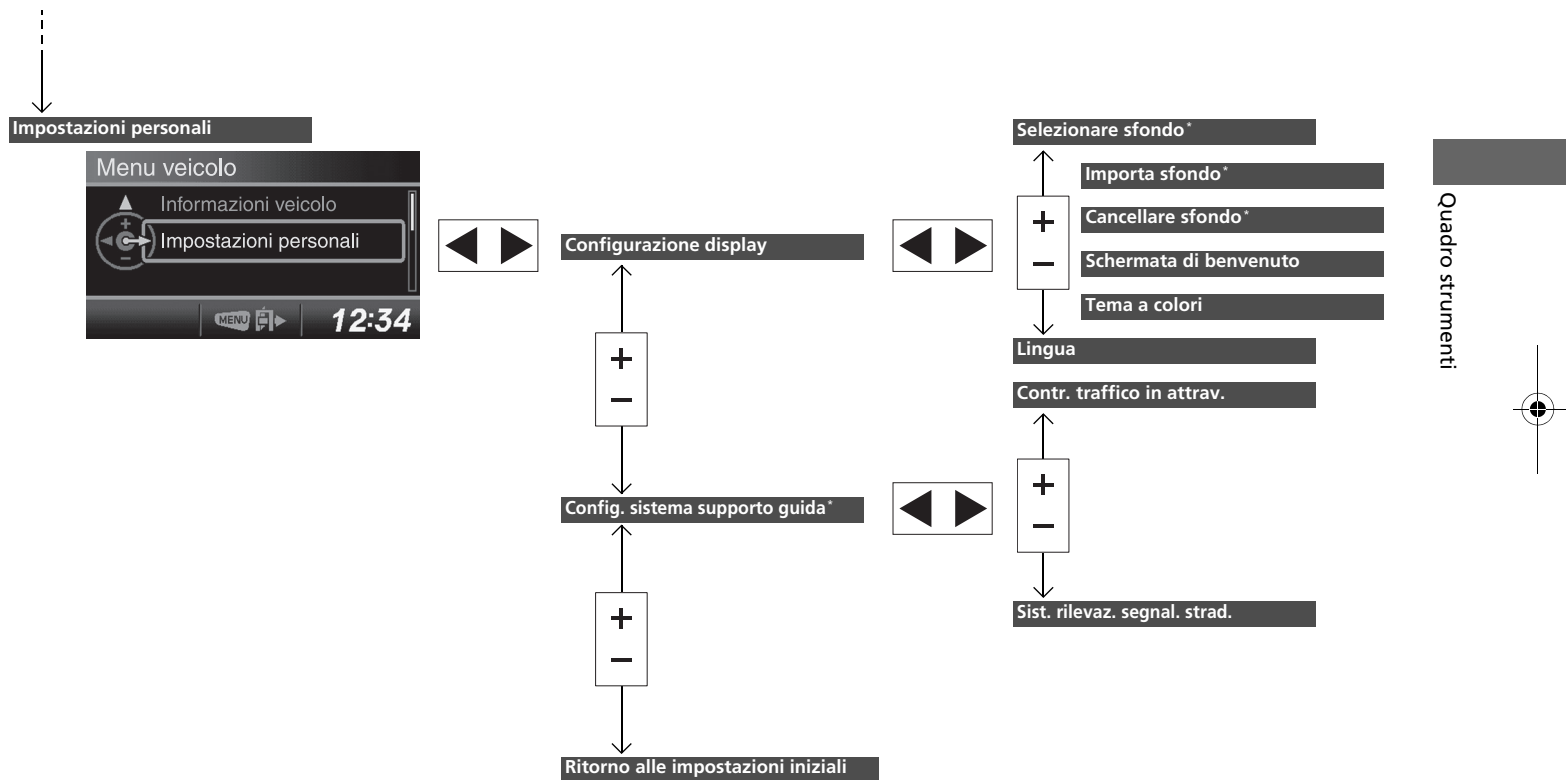 Impostazioni personali
Menu veicolo
Informazioni veicolo
Impostazioni personali
MENU
12:34
Configurazione display
+
−
Config. sistema supporto guida*
+
−
Ritorno alle impostazioni iniziali
Selezionare sfondo*
Importa sfondo*
+
Cancellare sfondo*
−
Schermata di benvenuto
Tema a colori
Lingua
Contr. traffico in attrav.
+
−
Sist. rilevaz. segnal. strad.
Quadro strumenti